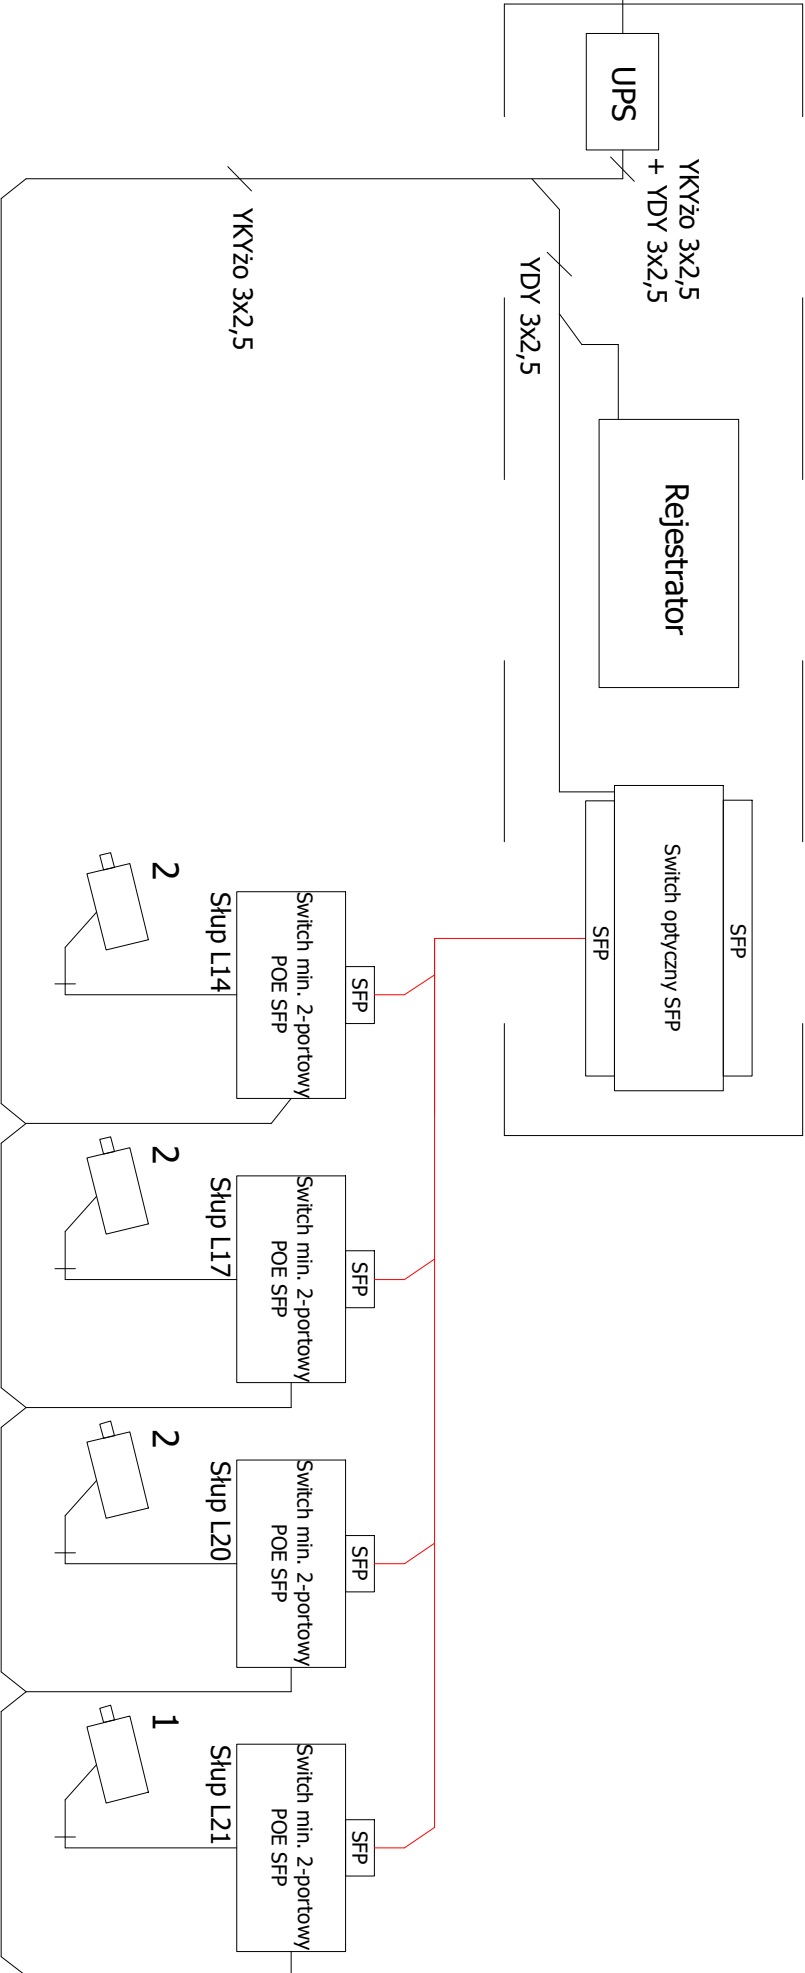 UPS
YKYżo 3x2,5
+ YDY 3x2,5
YKYżo 3x2,5
YDY 3x2,5
Rejestrator
SFP
Switch optyczny SFP
SFP
SFP
Switch min. 2-portowy
POE SFP
Słup L14
2
SFP
Switch min. 2-portowy
POE SFP
Słup L17
2
SFP
Switch min. 2-portowy
POE SFP
Słup L20
2
SFP
Switch min. 2-portowy
POE SFP
Słup L21
1